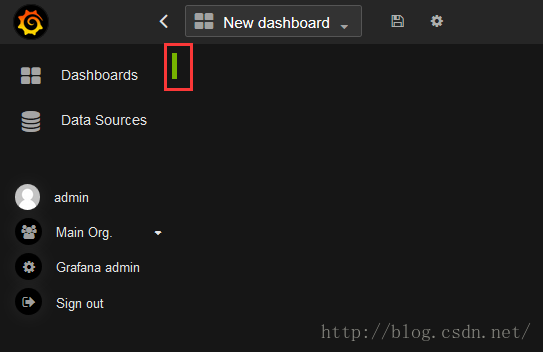 New dashboard
Dashboards
Data Sources
admin
Main Org.
Grafana admin
Sign out
http://blog.csdn.net/